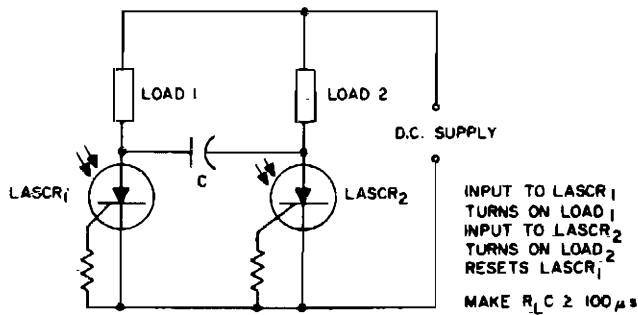 LOAD 1
LOAD 2
D.C. SUPPLY
C
LASCR1
LASCR2
INPUT TO LASCR1
TURNS ON LOAD1
INPUT TO LASCR2
TURNS ON LOAD2
RESETS LASCR1
MAKE RLC ≥ 100 μs